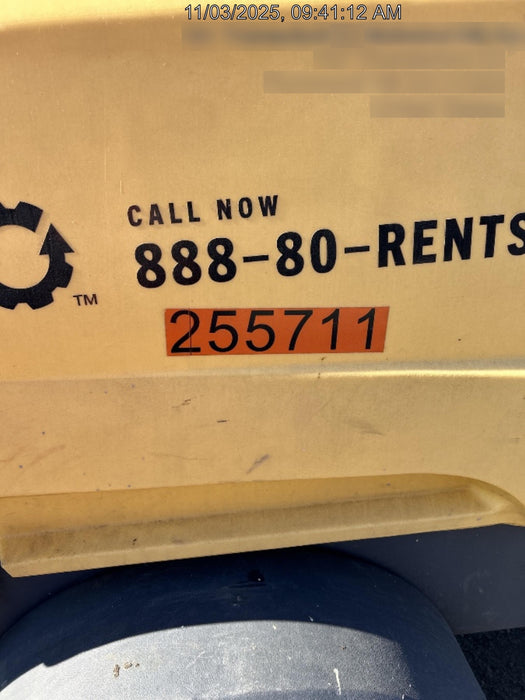 11/03/2025, 09:41:12 AM
CALL NOW
888-80-RENTS
TM
255711